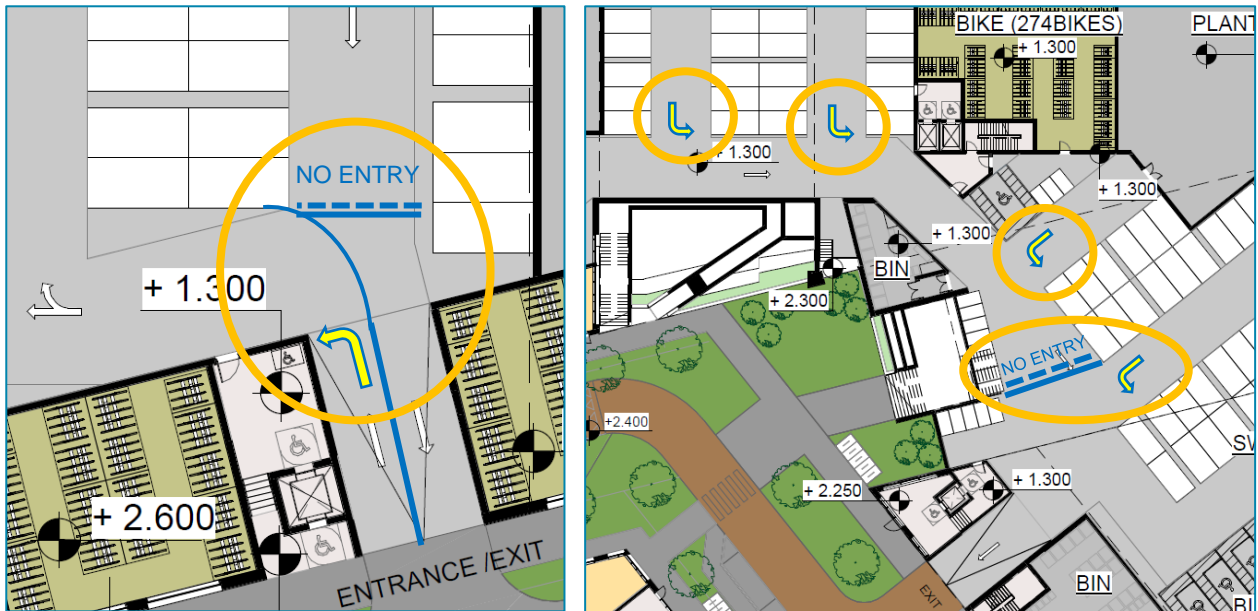 NO ENTRY
+ 1.300
+ 2.600
ENTRANCE /EXIT
BIKE (274BIKES)
+ 1.300
PLANT
+ 1.300
+ 1.300
+ 1.300
BIN
+ 2.300
NO ENTRY
+2.400
+ 2.250
+ 1.300
EXIT
BIN